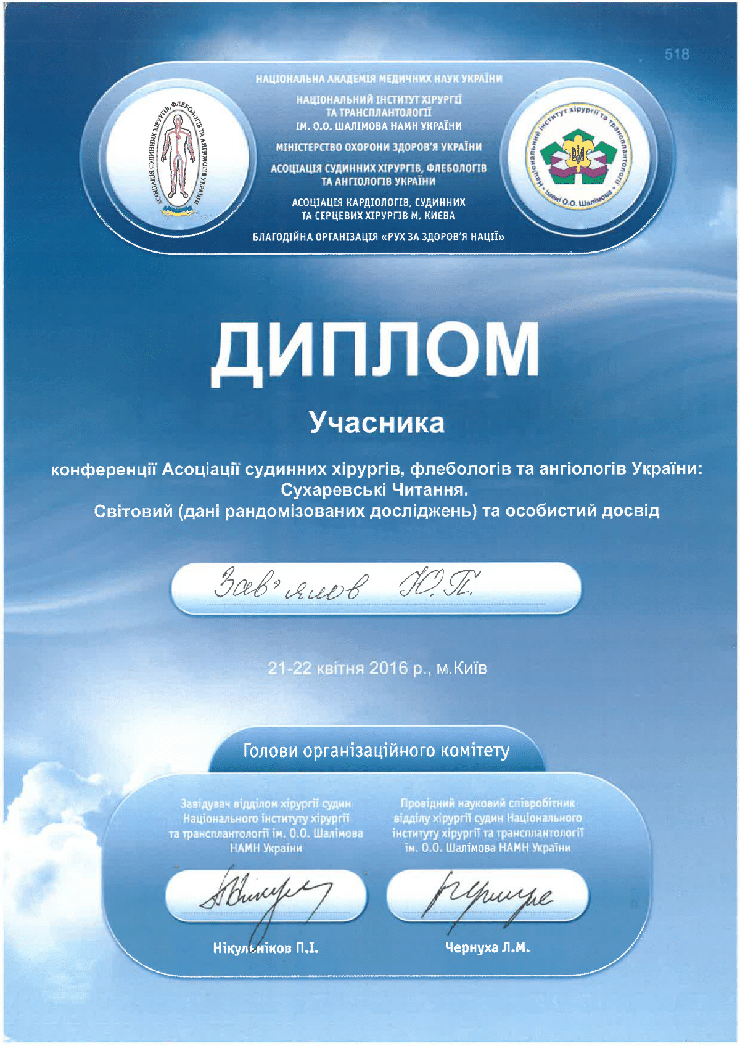 518
НАЦІОНАЛЬНА АКАДЕМІЯ МЕДИЧНИХ НАУК УКРАЇНИ
НАЦІОНАЛЬНИЙ ІНСТИТУТ ХІРУРГІЇ
ТА ТРАНСПЛАНТОЛОГІЇ
ІМ. О.О. ШАЛІМОВА НАМН УКРАЇНИ
МІНІСТЕРСТВО ОХОРОНИ ЗДОРОВ'Я УКРАЇНИ
АСОЦІАЦІЯ СУДИННИХ ХІРУРГІВ, ФЛЕБОЛОГІВ
ТА АНГІОЛОГІВ УКРАЇНИ
АСОЦІАЦІЯ КАРДІОЛОГІВ, СУДИННИХ
ТА СЕРЦЕВИХ ХІРУРГІВ М. КИЄВА
БЛАГОДІЙНА ОРГАНІЗАЦІЯ «РУХ ЗА ЗДОРОВ'Я НАЦІЇ»
АСОЦІАЦІЯ СУДИННИХ ХІРУРГІВ, ФЛЕБОЛОГІВ ТА АНГІОЛОГІВ УКРАЇНИ
Національний інститут хірургії та трансплантології
імені О.О. Шалімова
ДИПЛОМ
Учасника
конференції Асоціації судинних хірургів, флебологів та ангіологів України:
Сухаревські Читання.
Світовий (дані рандомізованих досліджень) та особистий досвід
Зав'ялов Ю.П.
21-22 квітня 2016 р., м.Київ
Голови організаційного комітету
Завідувач відділом хірургії судин
Національного інституту хірургії
та трансплантології ім. О.О. Шалімова
НАМН України
Провідний науковий співробітник
відділу хірургії судин Національного
інституту хірургії та трансплантології
ім. О.О. Шалімова НАМН України
Нікульніков П.І.
Чернуха Л.М.